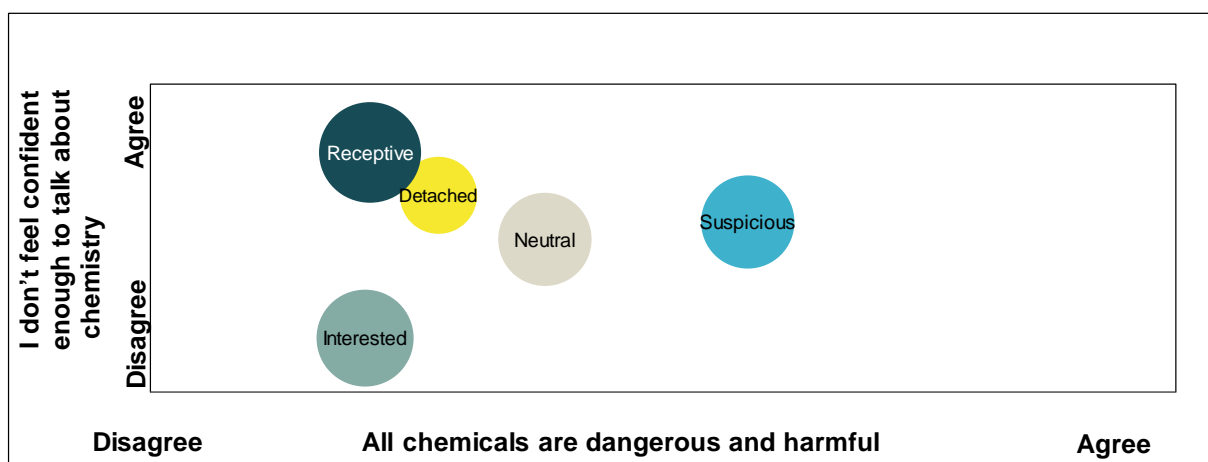 I don't feel confident
enough to talk about
chemistry
Agree
Disagree
Receptive
Detached
Neutral
Suspicious
Interested
Disagree
All chemicals are dangerous and harmful
Agree